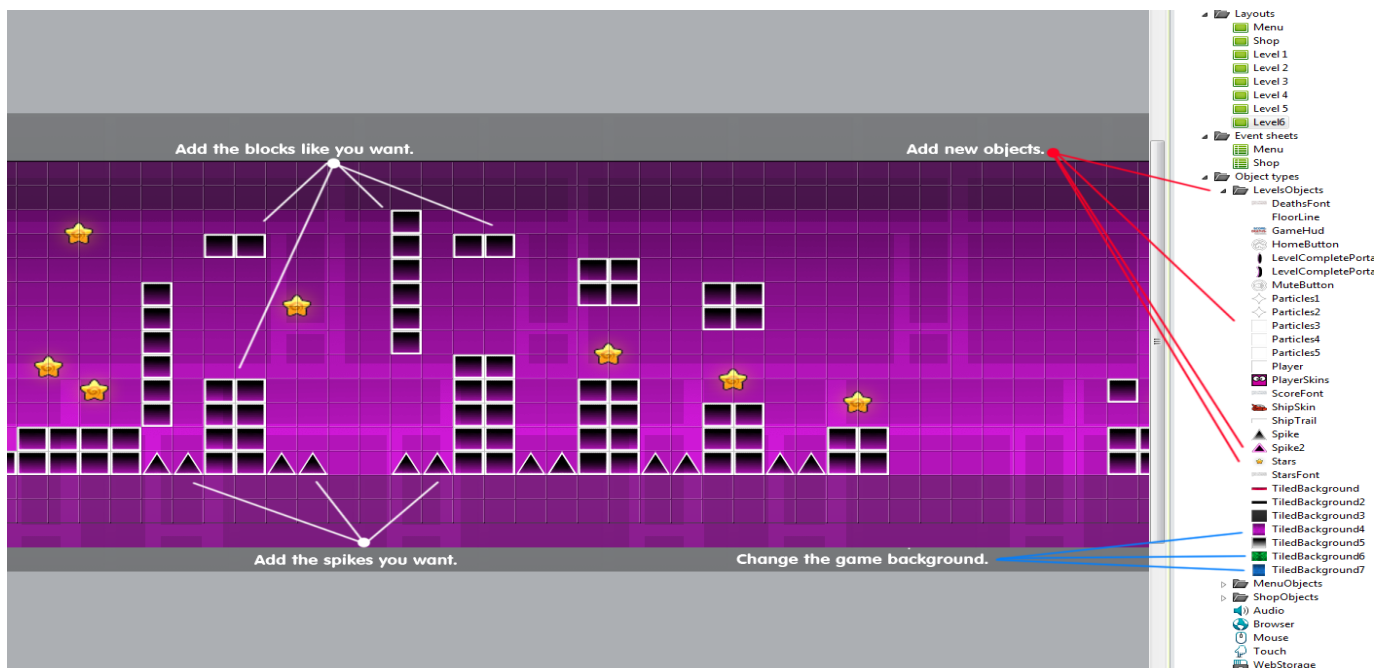 Layouts
Menu
Shop
Level 1
Level 2
Level 3
Level 4
Level 5
Level6
Event sheets
Menu
Shop
Object types
LevelsObjects
DeathsFont
FloorLine
GameHud
HomeButton
LevelCompletePorta
LevelCompletePorta
MuteButton
Particles1
Particles2
Particles3
Particles4
Particles5
Player
PlayerSkins
ScoreFont
ShipSkin
ShipTrail
Spike
Spike2
Stars
StarsFont
TiledBackground
TiledBackground2
TiledBackground3
TiledBackground4
TiledBackground5
TiledBackground6
TiledBackground7
MenuObjects
ShopObjects
Audio
Browser
Mouse
Touch
WebStorage
Add the blocks like you want.
Add new objects.
Add the spikes you want.
Change the game background.